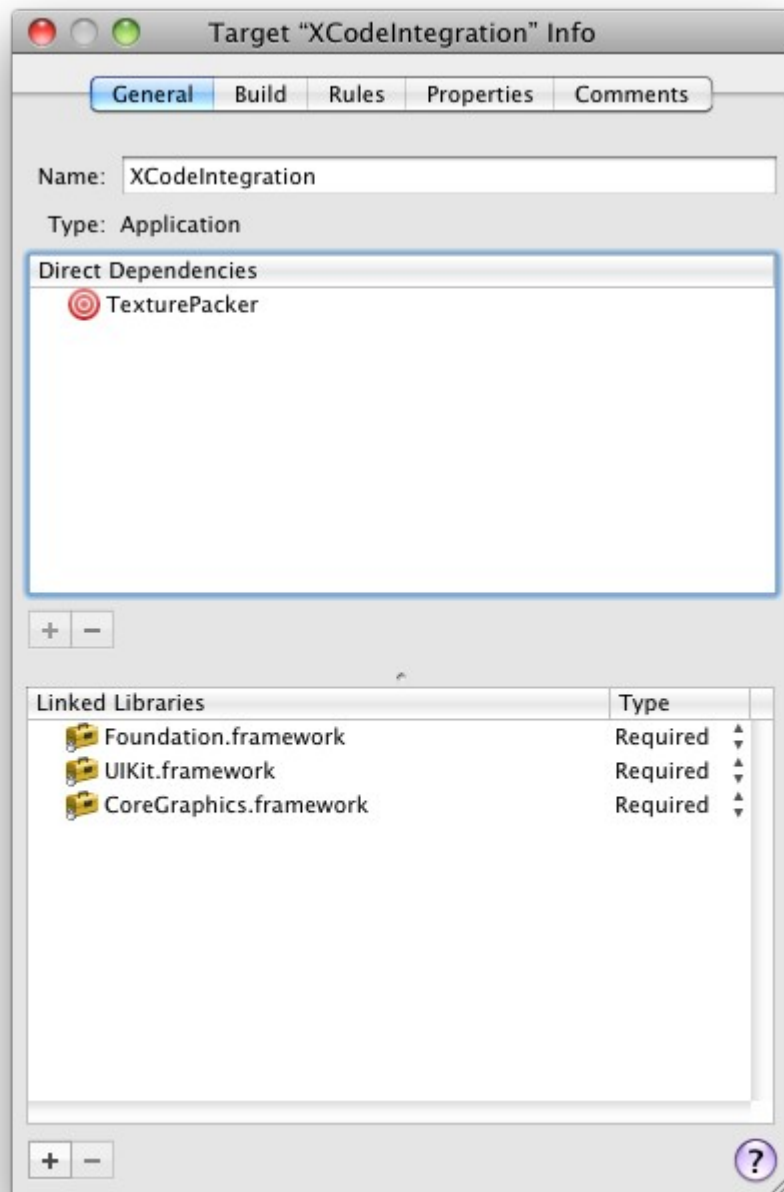 Target “XCodeIntegration” Info
General Build Rules Properties Comments
Name: XCodeIntegration
Type: Application
Direct Dependencies
TexturePacker
+ −
Linked Libraries Type
Foundation.framework Required
UIKit.framework Required
CoreGraphics.framework Required
+ − ?